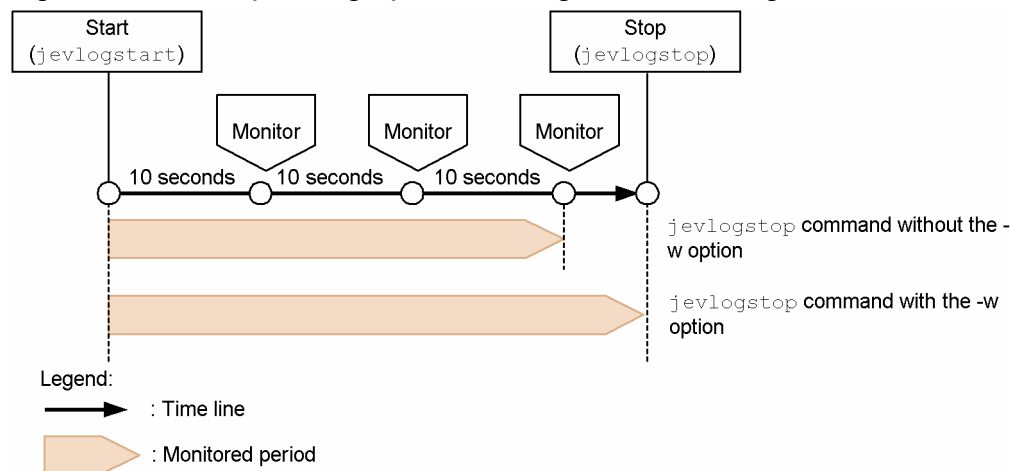 Start
(jevlogstart)
Stop
(jevlogstop)
Monitor
Monitor
Monitor
10 seconds
10 seconds
10 seconds
jevlogstop command without the -
w option
jevlogstop command with the -w
option
Legend:
: Time line
: Monitored period